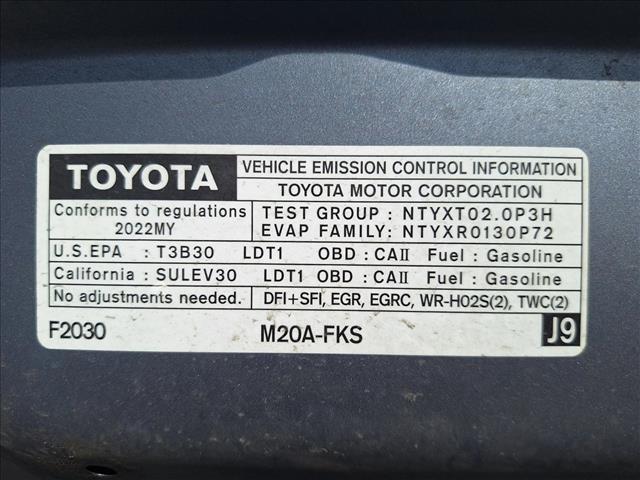 TOYOTA
VEHICLE EMISSION CONTROL INFORMATION
TOYOTA MOTOR CORPORATION
Conforms to regulations
2022MY
TEST GROUP : NTYXT02.0P3H
EVAP FAMILY: NTYXR0130P72
U.S.EPA : T3B30 LDT1 OBD : CAII Fuel : Gasoline
California : SULEV30 LDT1 OBD : CAII Fuel : Gasoline
No adjustments needed. DFI+SFI, EGR, EGRC, WR-HO2S(2), TWC(2)
F2030 M20A-FKS J9